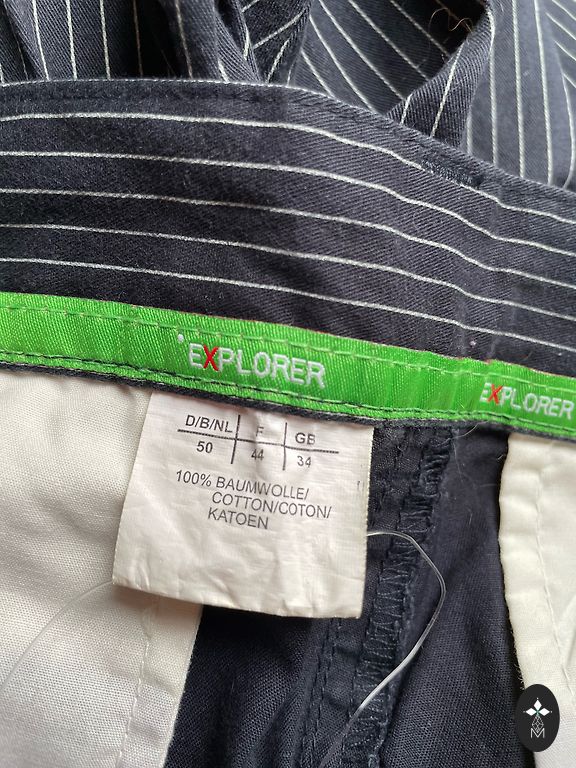 EXPLORER
EXPLORER
D/B/NL F GB
50 44 34
100% BAUMWOLLE/
COTTON/COTON/
KATOEN
M